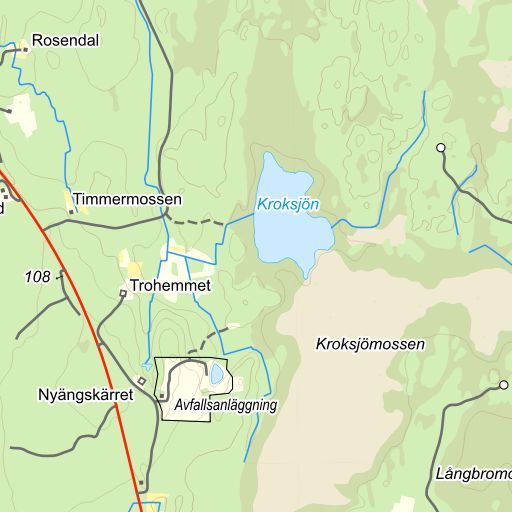 Rosendal
Timmermossen
Kroksjön
d
108
Trohemmet
Kroksjömossen
Nyängskärret
Avfallsanläggning
Långbromo